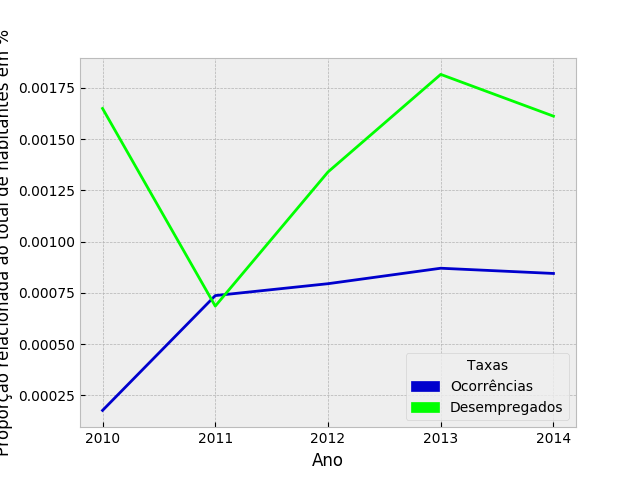 Proporção relacionada ao total de habitantes em %
0.00175
0.00150
0.00125
0.00100
0.00075
0.00050
0.00025
Taxas
Ocorrências
Desempregados
2010 2011 2012 2013 2014
Ano